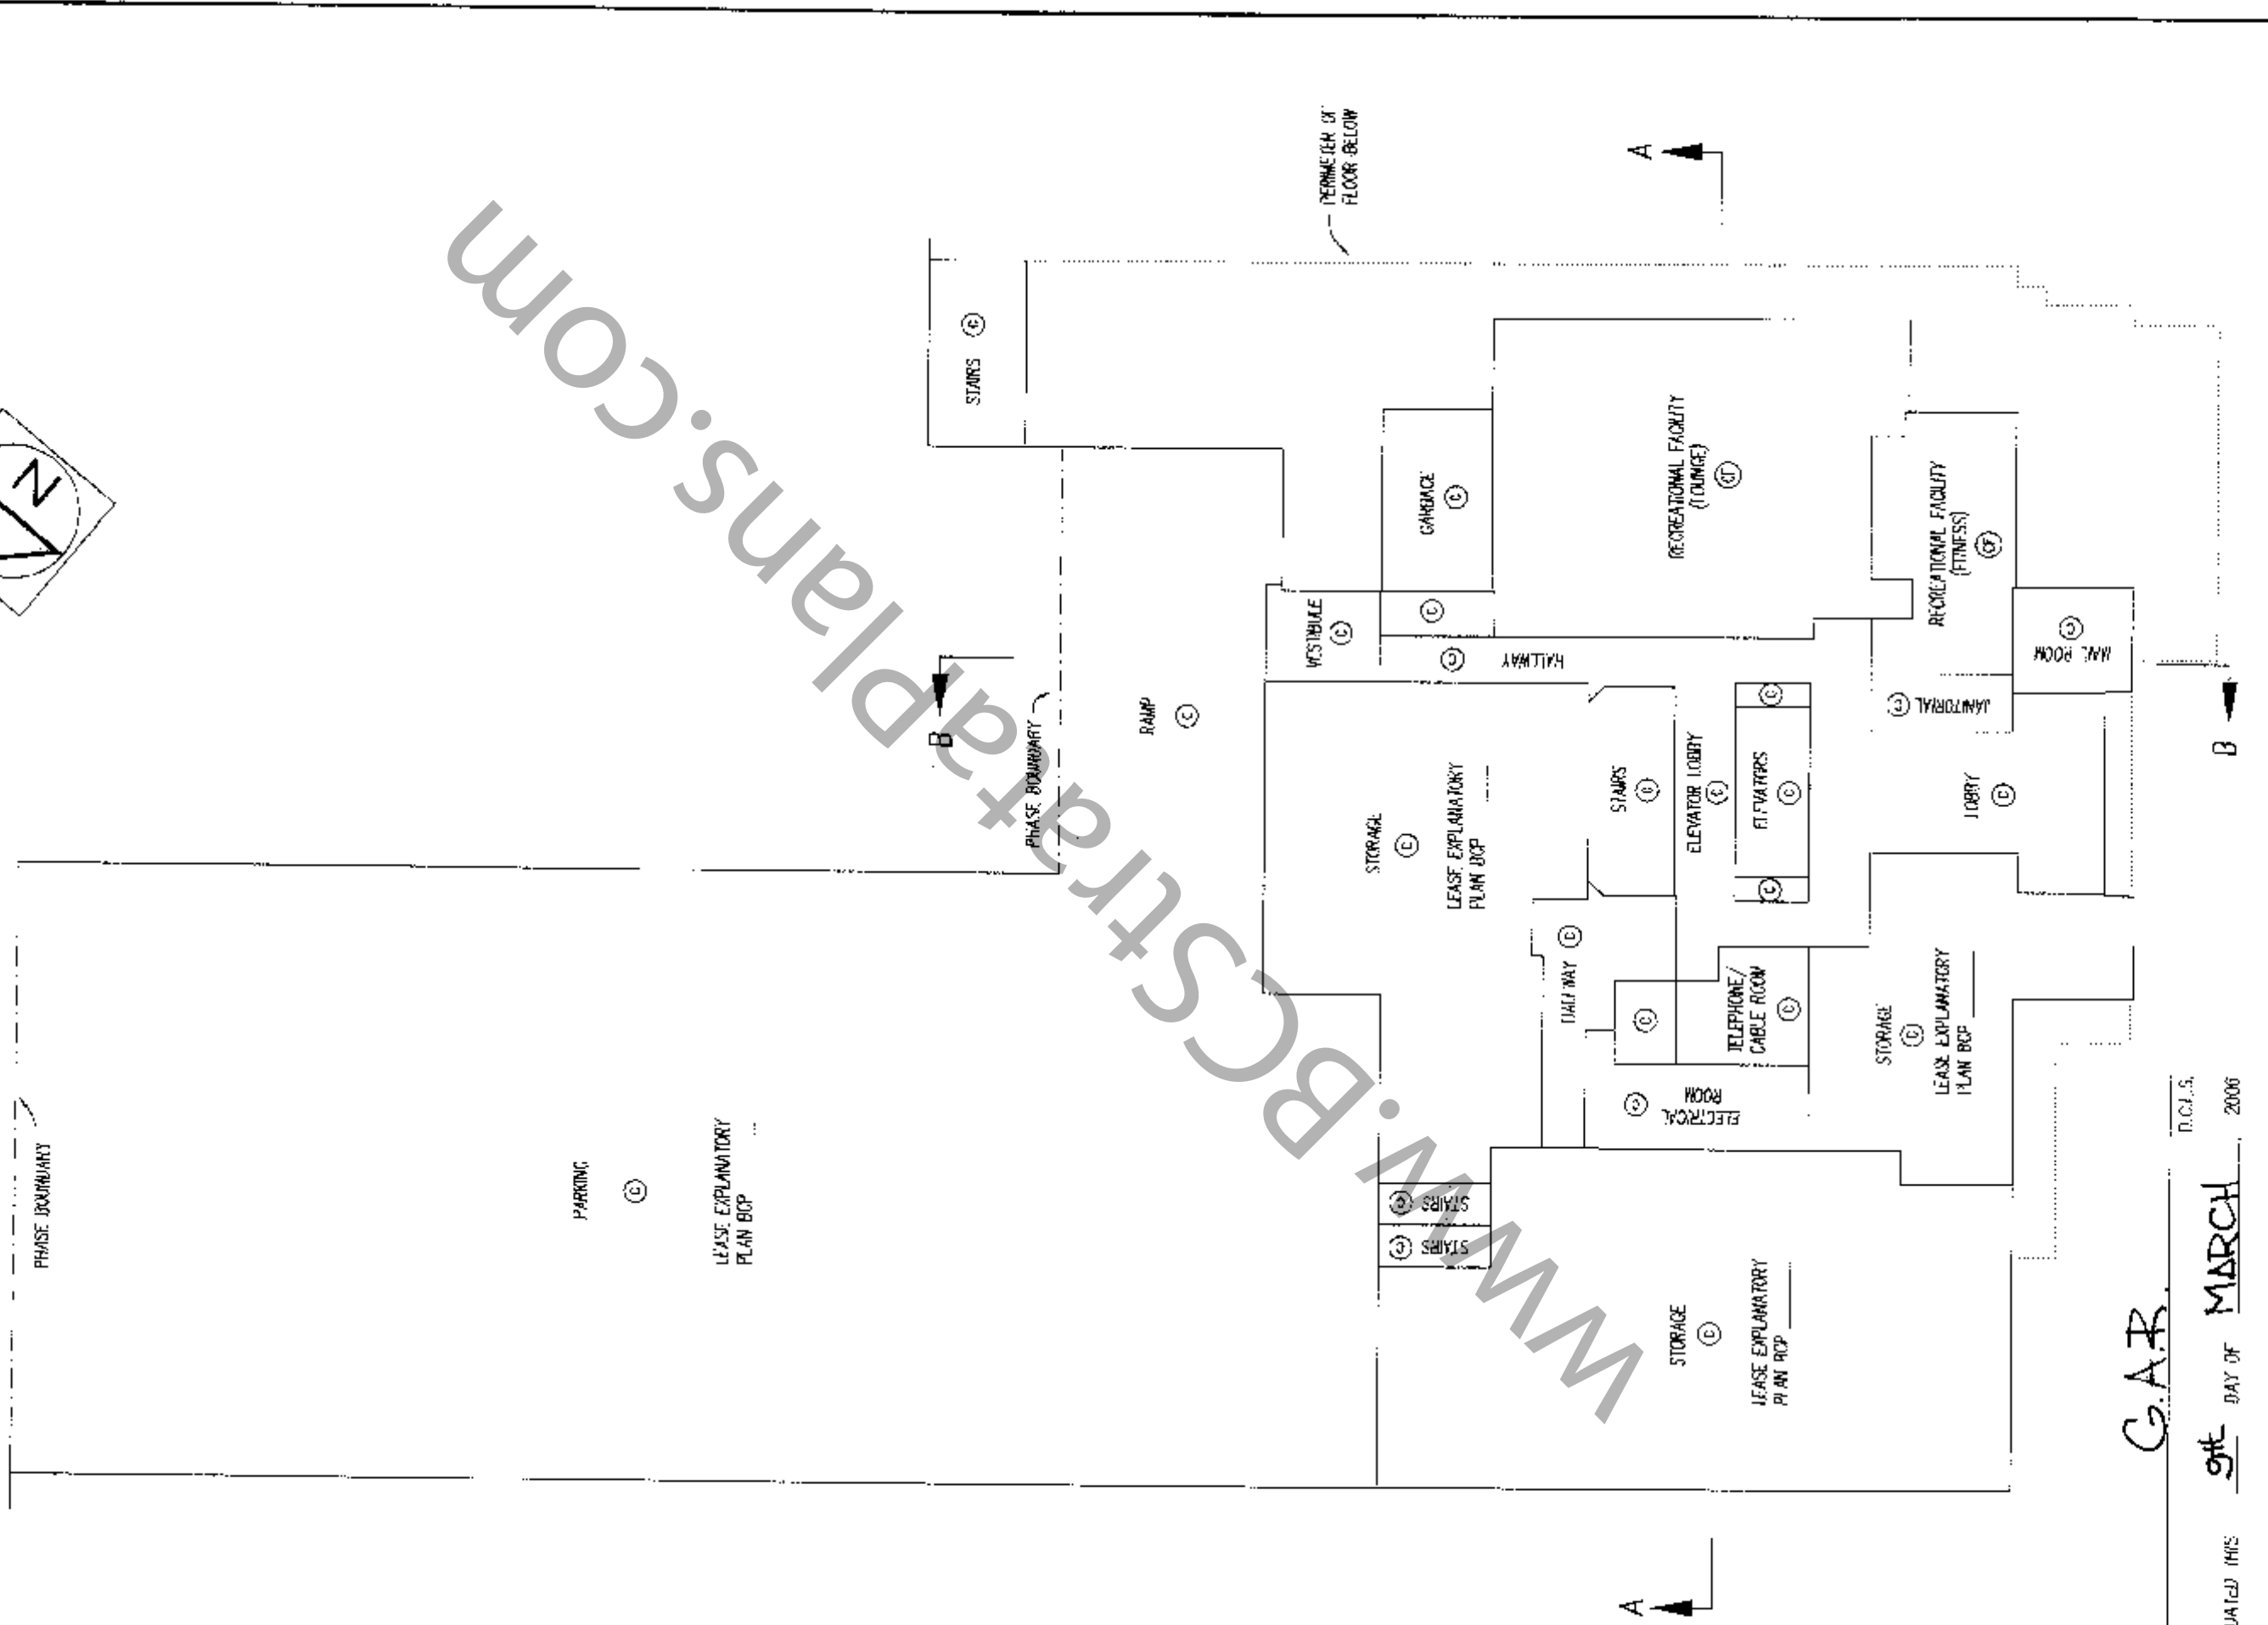 N
PERIMETER OF
FLOOR BELOW
A
STAIRS C
GARBAGE
C
RECREATIONAL FACILITY
(LOUNGE)
CF
RECREATIONAL FACILITY
(FITNESS)
CF
VESTIBULE
C
C
HALLWAY C
MAIL ROOM
C
JANITORIAL C
B
PHASE BOUNDARY
RAMP
C
STORAGE
C
LEASE EXPLANATORY
PLAN BCP
STAIRS
C
ELEVATOR LOBBY
C
C
ELEVATORS
C
C
LOBBY
C
B
HALLWAY C
C
TELEPHONE/
CABLE ROOM
C
STORAGE
C
LEASE EXPLANATORY
PLAN BCP
ELECTRICAL
ROOM
C
PHASE BOUNDARY
PARKING
C
LEASE EXPLANATORY
PLAN BCP
STAIRS C
STAIRS C
STORAGE
C
LEASE EXPLANATORY
PLAN BCP
A
G.A.R. B.C.L.S.
DATED THIS 9th DAY OF MARCH 2006
www.BCStrataPlans.com